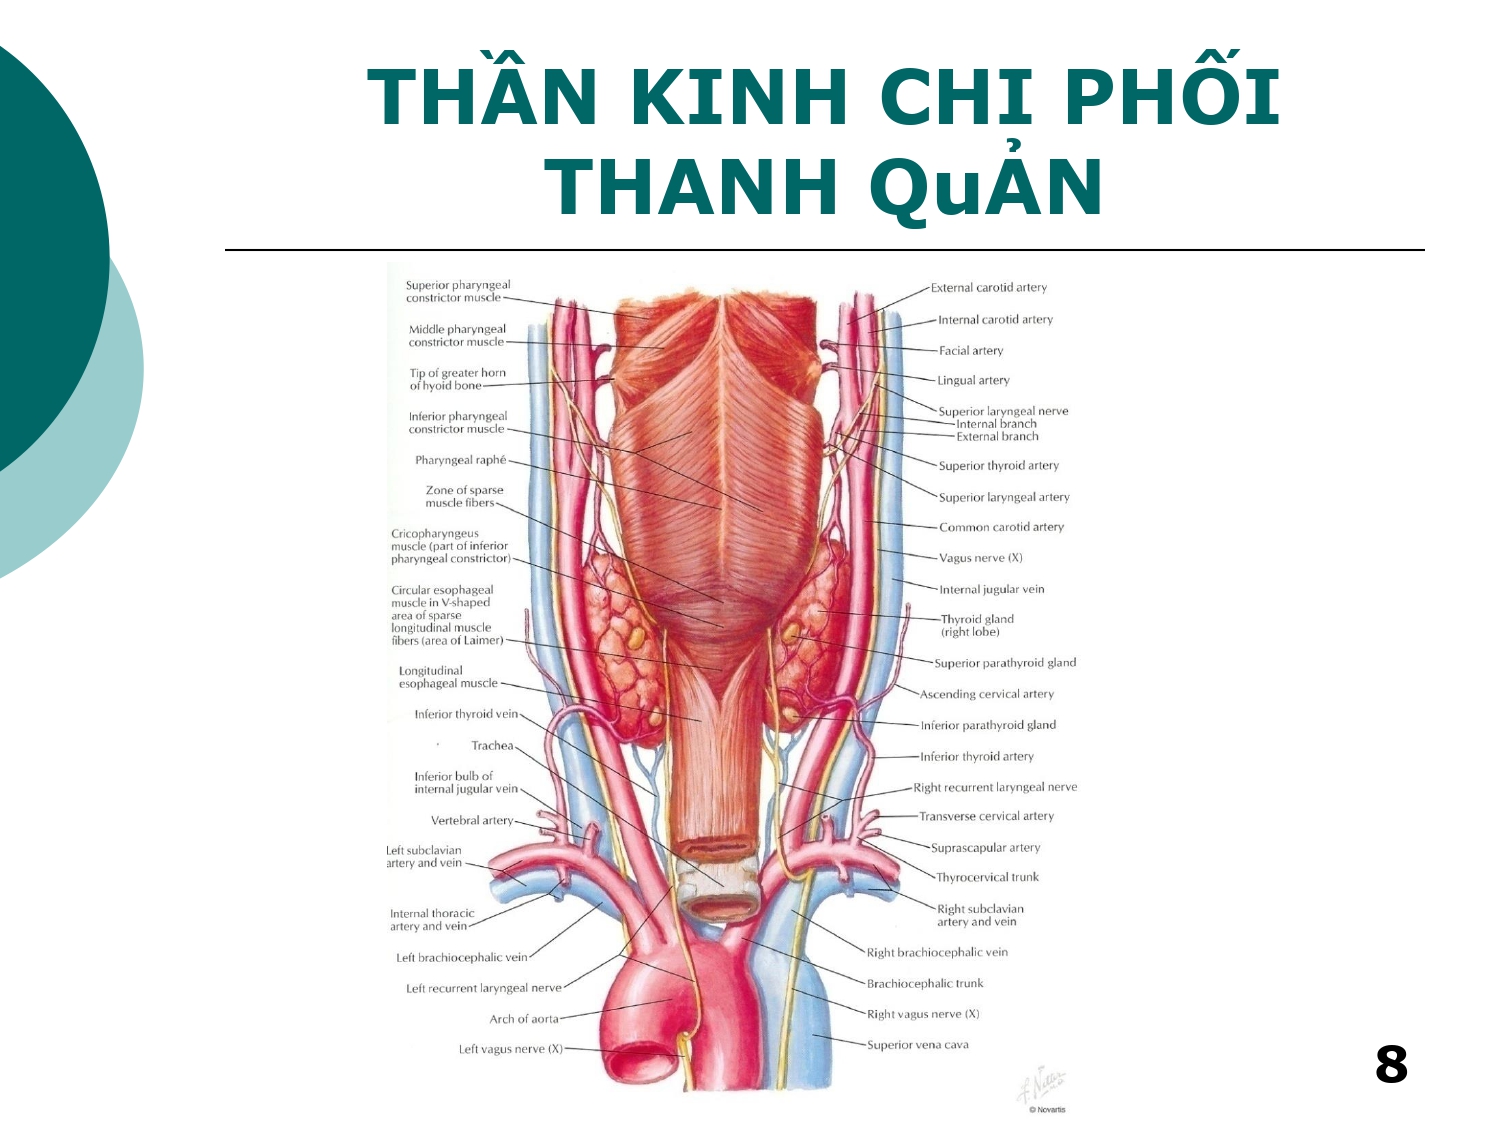 THẦN KINH CHI PHỐI
THANH QuẢN
Superior pharyngeal
constrictor muscle
Middle pharyngeal
constrictor muscle
Tip of greater horn
of hyoid bone
Inferior pharyngeal
constrictor muscle
Pharyngeal raphé
Zone of sparse
muscle fibers
Cricopharyngeus
muscle (part of inferior
pharyngeal constrictor)
Circular esophageal
muscle in V-shaped
area of sparse
longitudinal muscle
fibers (area of Laimer)
Longitudinal
esophageal muscle
Inferior thyroid vein
Trachea
Inferior bulb of
internal jugular vein
Vertebral artery
Left subclavian
artery and vein
Internal thoracic
artery and vein
Left brachiocephalic vein
Left recurrent laryngeal nerve
Arch of aorta
Left vagus nerve (X)
External carotid artery
Internal carotid artery
Facial artery
Lingual artery
Superior laryngeal nerve
Internal branch
External branch
Superior thyroid artery
Superior laryngeal artery
Common carotid artery
Vagus nerve (X)
Internal jugular vein
Thyroid gland
(right lobe)
Superior parathyroid gland
Ascending cervical artery
Inferior parathyroid gland
Inferior thyroid artery
Right recurrent laryngeal nerve
Transverse cervical artery
Suprascapular artery
Thyrocervical trunk
Right subclavian
artery and vein
Right brachiocephalic vein
Brachiocephalic trunk
Right vagus nerve (X)
Superior vena cava
© Novartis
8